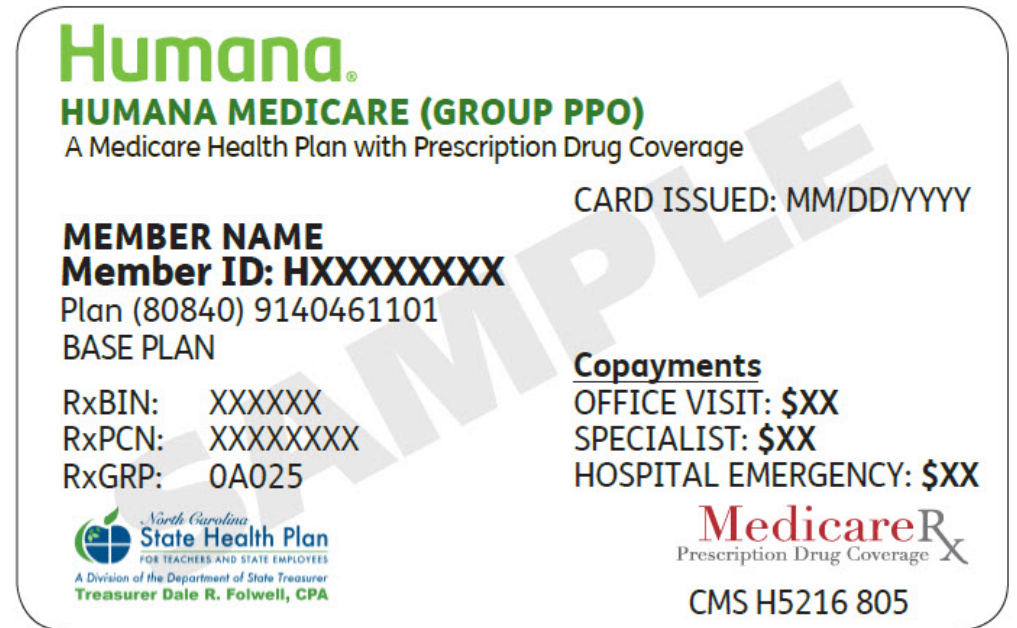 Humana®
HUMANA MEDICARE (GROUP PPO)
A Medicare Health Plan with Prescription Drug Coverage
CARD ISSUED: MM/DD/YYYY
MEMBER NAME
Member ID: HXXXXXXXX
Plan (80840) 9140461101
BASE PLAN
RxBIN: XXXXXX
RxPCN: XXXXXXXX
RxGRP: 0A025
Copayments
OFFICE VISIT: $XX
SPECIALIST: $XX
HOSPITAL EMERGENCY: $XX
North Carolina
State Health Plan
FOR TEACHERS AND STATE EMPLOYEES
A Division of the Department of State Treasurer
Treasurer Dale R. Folwell, CPA
MedicareRx
Prescription Drug Coverage
CMS H5216 805
SAMPLE